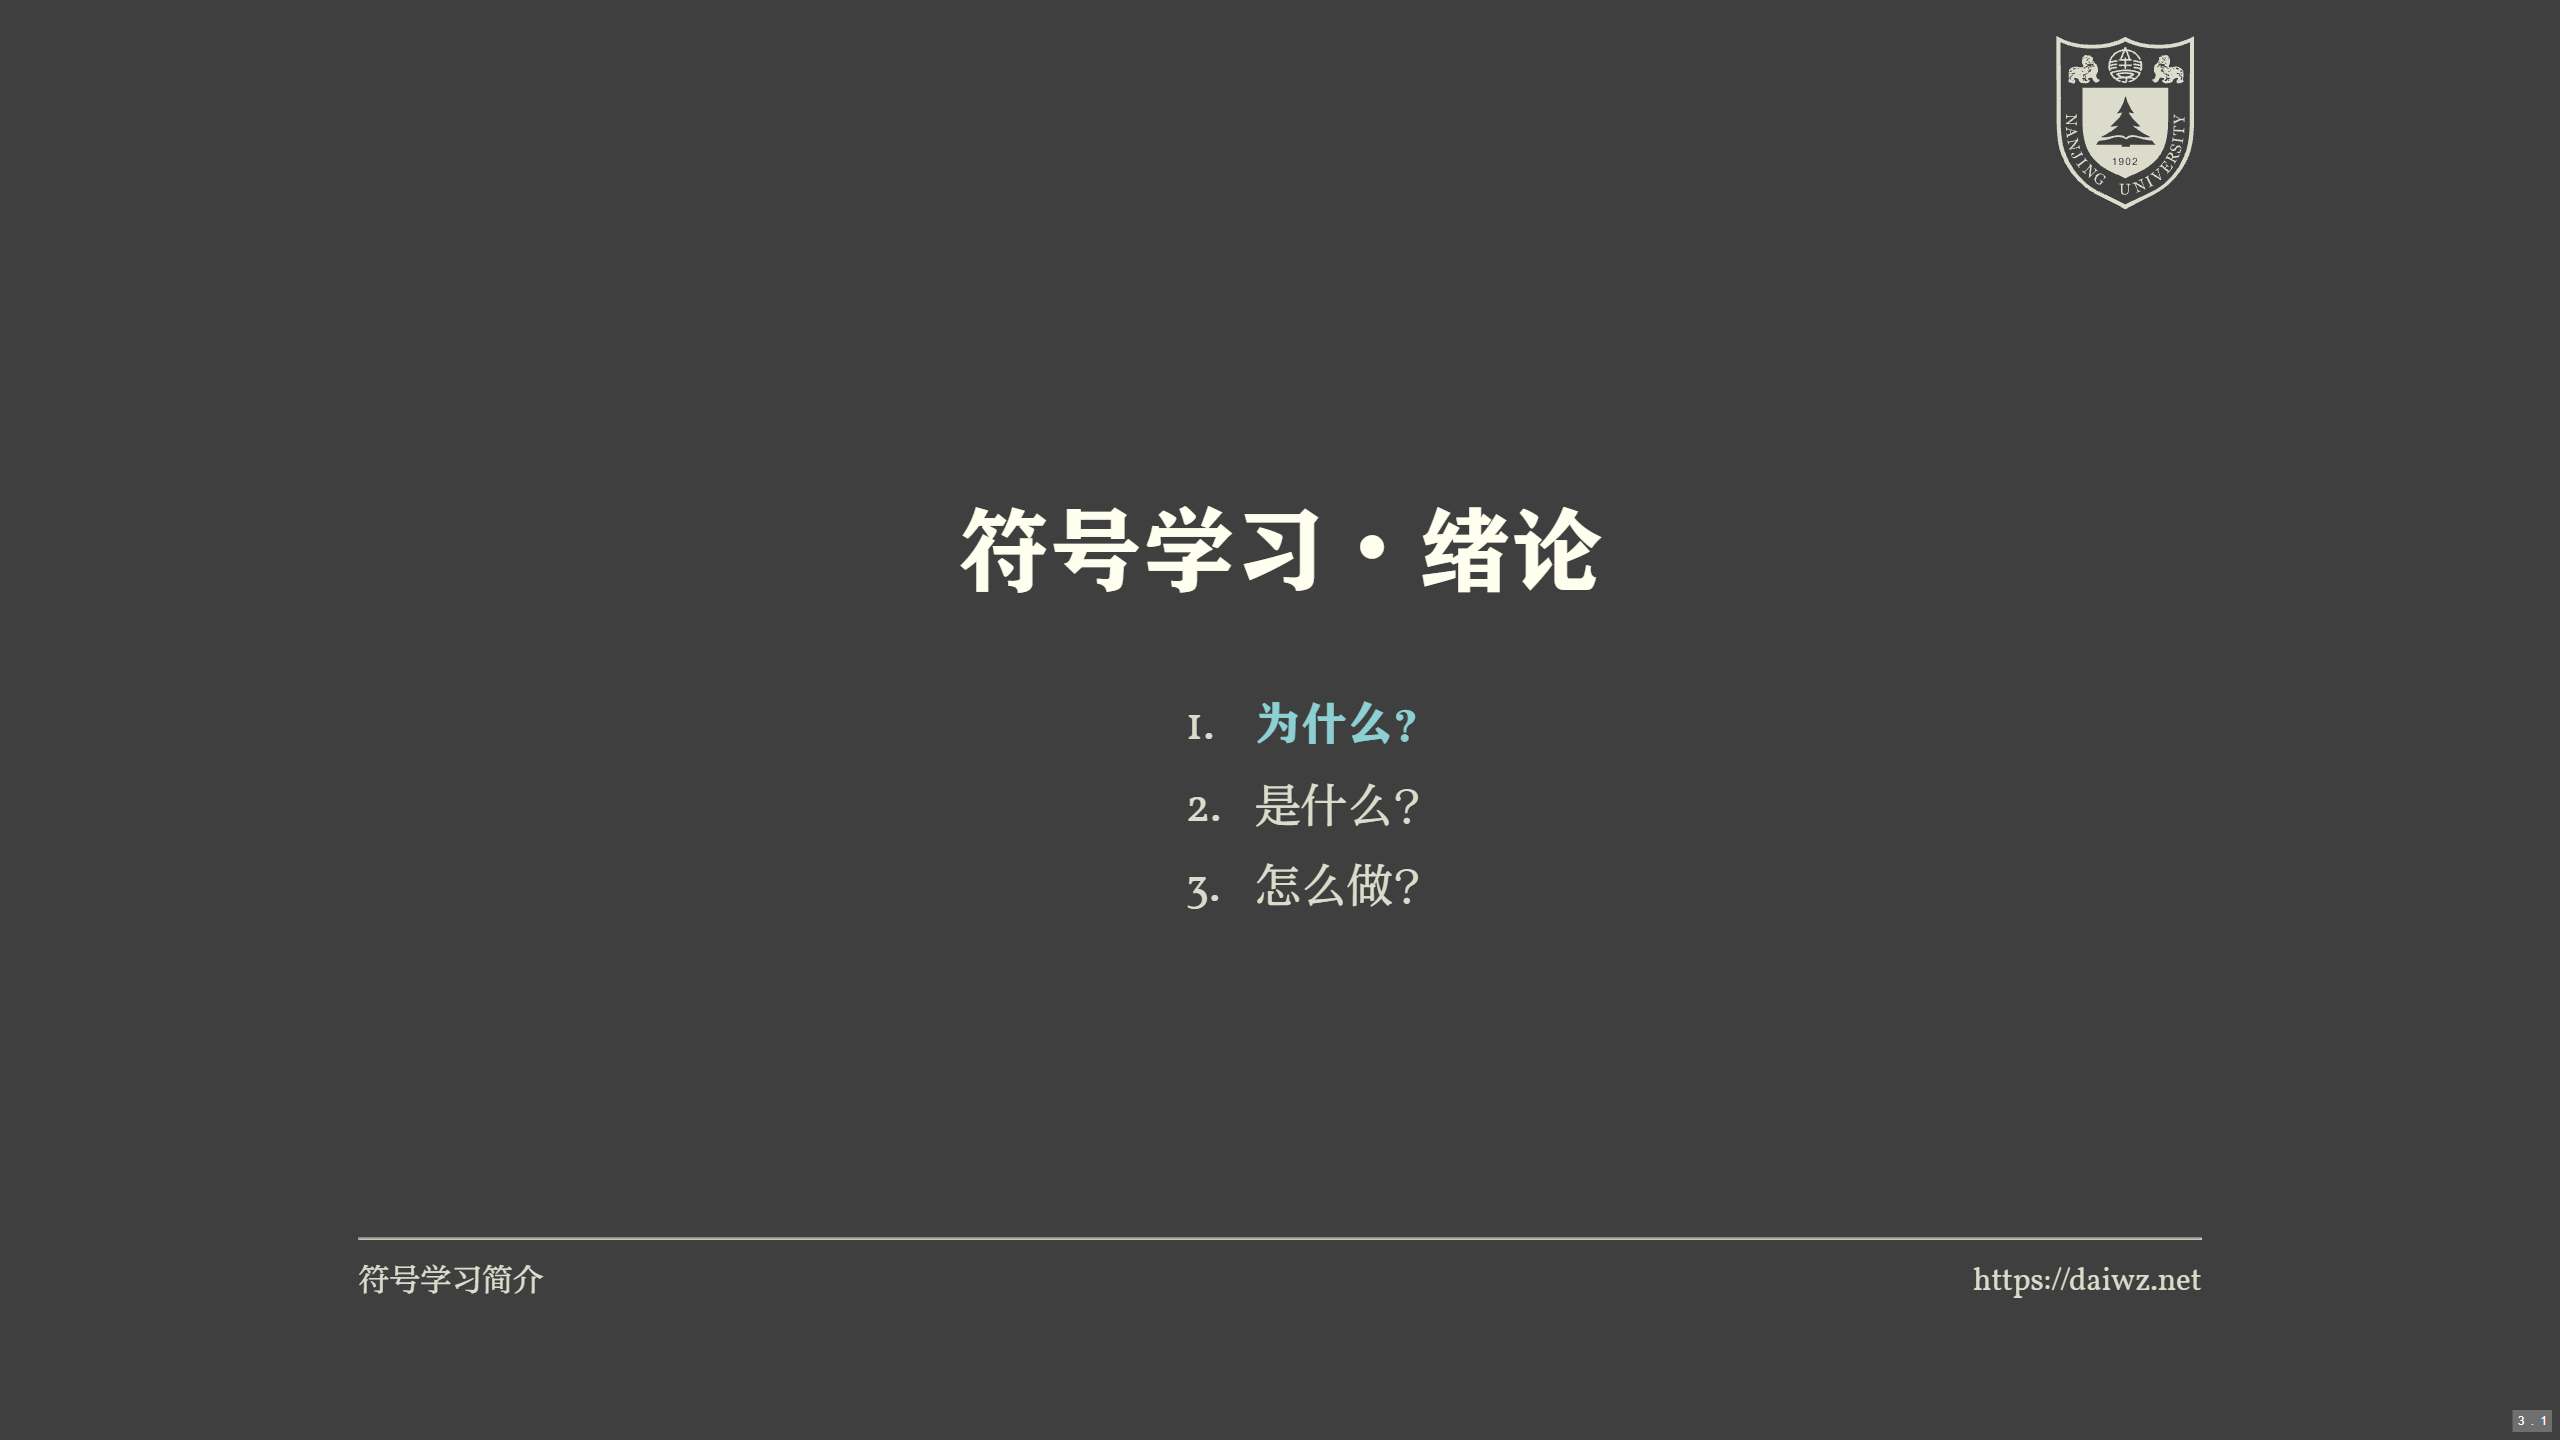 NANJING UNIVERSITY
1902
符号学习·绪论
1. 为什么？
2. 是什么？
3. 怎么做？
符号学习简介
https://daiwz.net
3 . 1